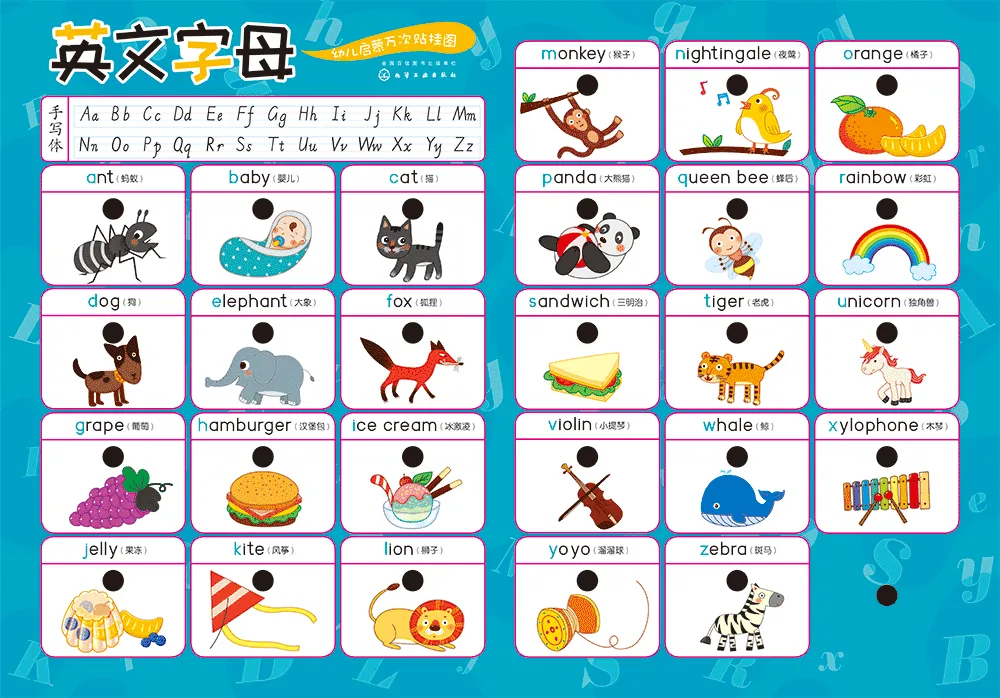 英文字母
幼儿启蒙万次贴挂图
全国百佳图书出版单位
化学工业出版社
手写体
Aa Bb Cc Dd Ee Ff Gg Hh Ii Jj Kk Ll Mm
Nn Oo Pp Qq Rr Ss Tt Uu Vv Ww Xx Yy Zz
ant (蚂蚁)
baby (婴儿)
cat (猫)
dog (狗)
elephant (大象)
fox (狐狸)
grape (葡萄)
hamburger (汉堡包)
ice cream (冰激凌)
jelly (果冻)
kite (风筝)
lion (狮子)
monkey (猴子)
nightingale (夜莺)
orange (橘子)
panda (大熊猫)
queen bee (蜂后)
rainbow (彩虹)
sandwich (三明治)
tiger (老虎)
unicorn (独角兽)
violin (小提琴)
whale (鲸)
xylophone (木琴)
yoyo (溜溜球)
zebra (斑马)